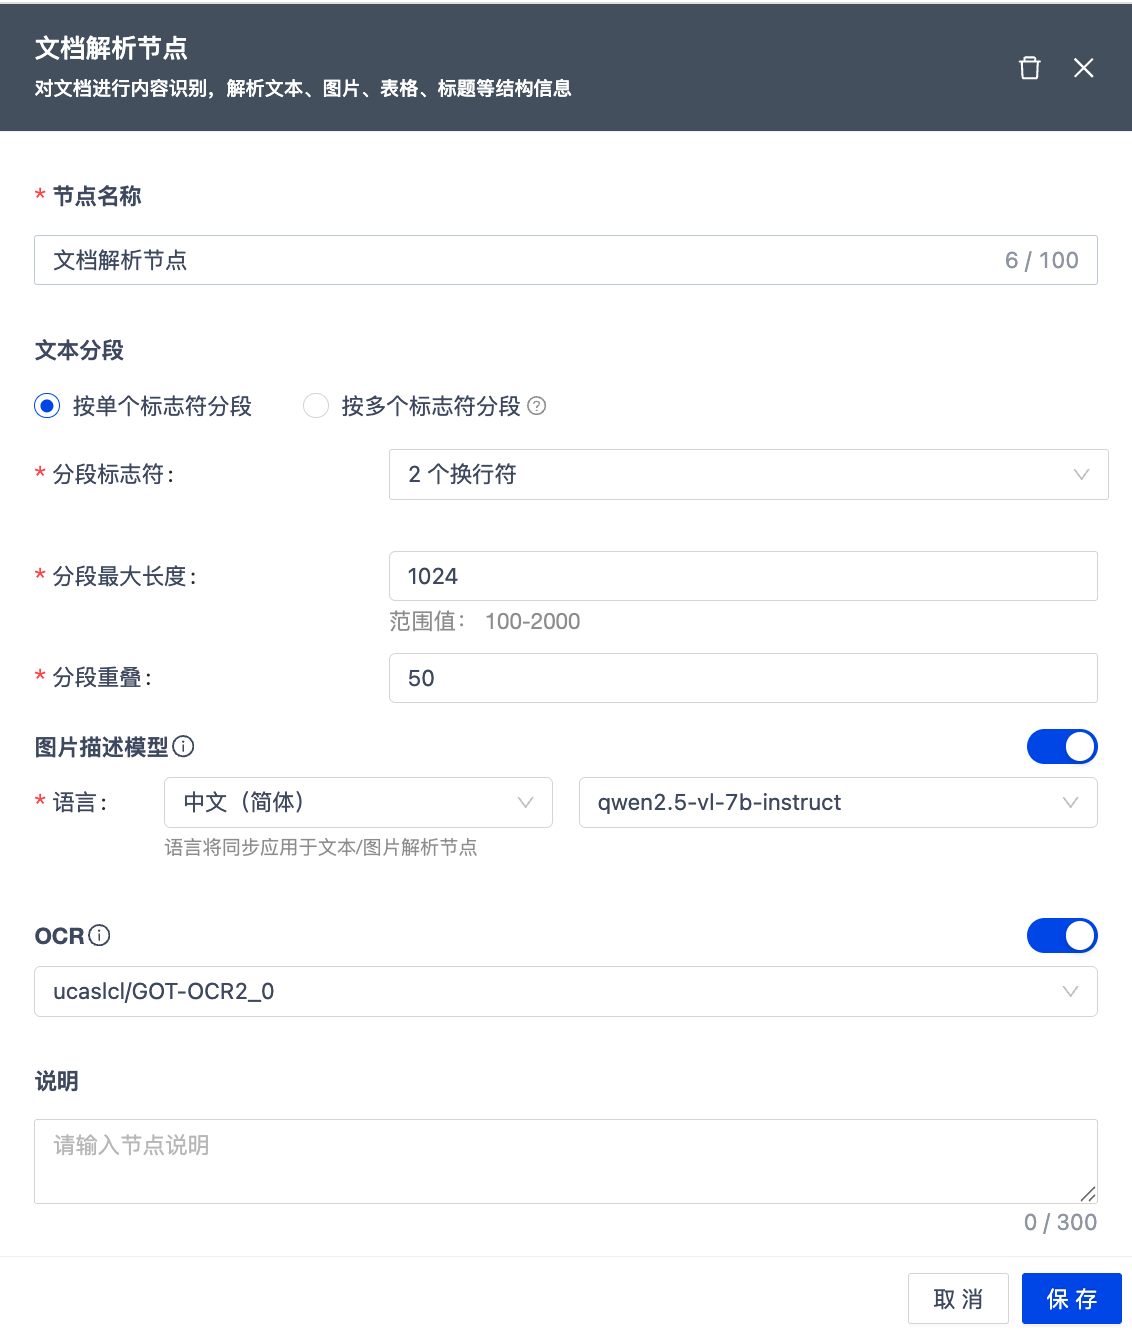 文档解析节点
对文档进行内容识别，解析文本、图片、表格、标题等结构信息
* 节点名称
文档解析节点 6 / 100
文本分段
按单个标志符分段 按多个标志符分段 ?
* 分段标志符: 2 个换行符
* 分段最大长度: 1024
范围值： 100-2000
* 分段重叠: 50
图片描述模型
* 语言: 中文（简体） qwen2.5-vl-7b-instruct
语言将同步应用于文本/图片解析节点
OCR
ucaslcl/GOT-OCR2_0
说明
请输入节点说明
0 / 300
取 消 保 存